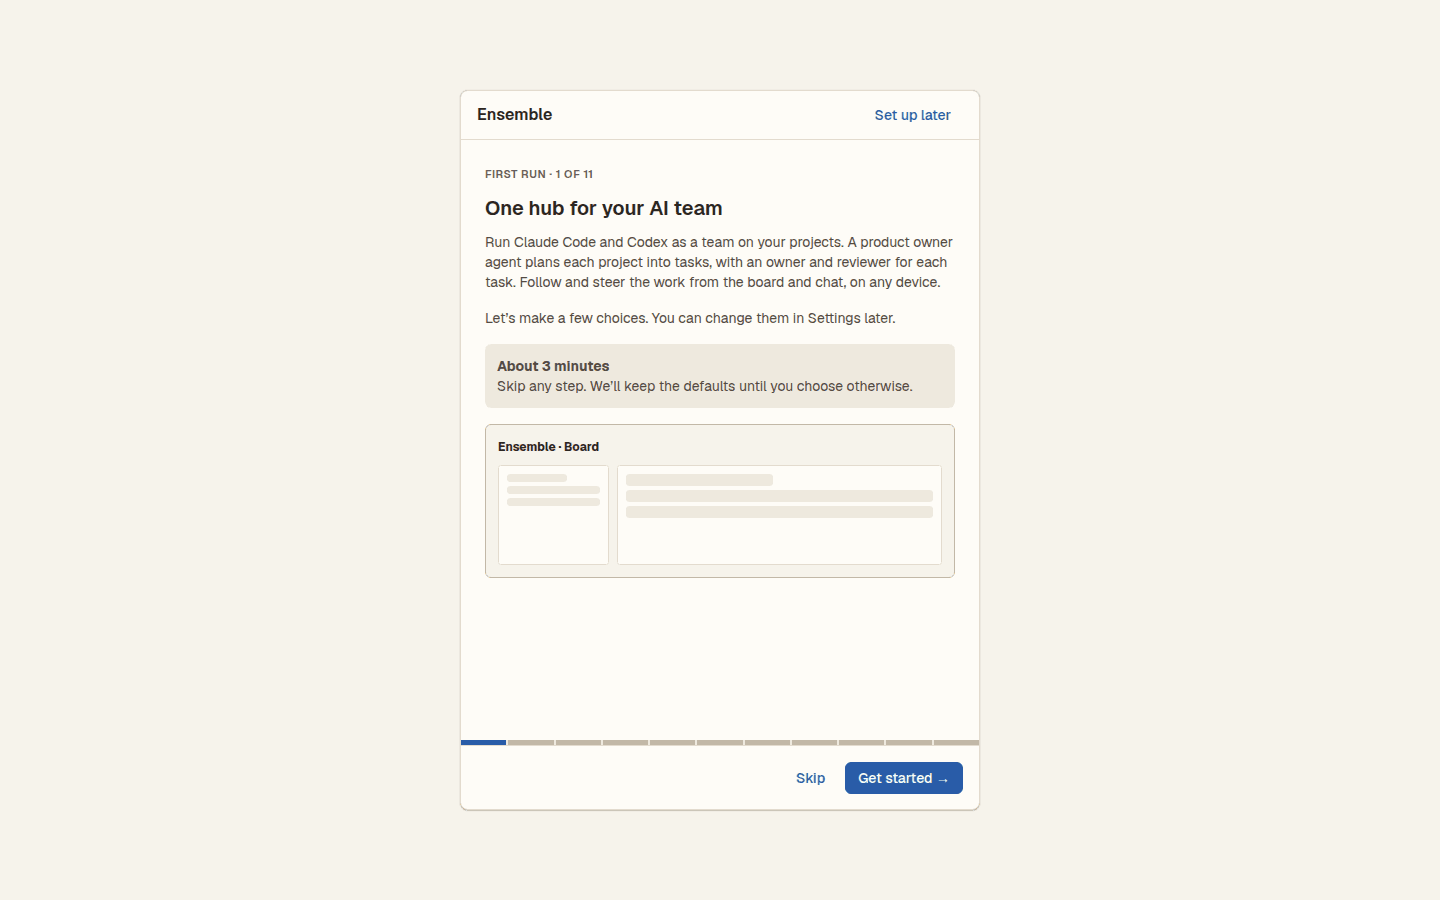 Ensemble
Set up later
FIRST RUN · 1 OF 11
One hub for your AI team
Run Claude Code and Codex as a team on your projects. A product owner
agent plans each project into tasks, with an owner and reviewer for each
task. Follow and steer the work from the board and chat, on any device.
Let's make a few choices. You can change them in Settings later.
About 3 minutes
Skip any step. We'll keep the defaults until you choose otherwise.
Ensemble · Board
Skip
Get started →